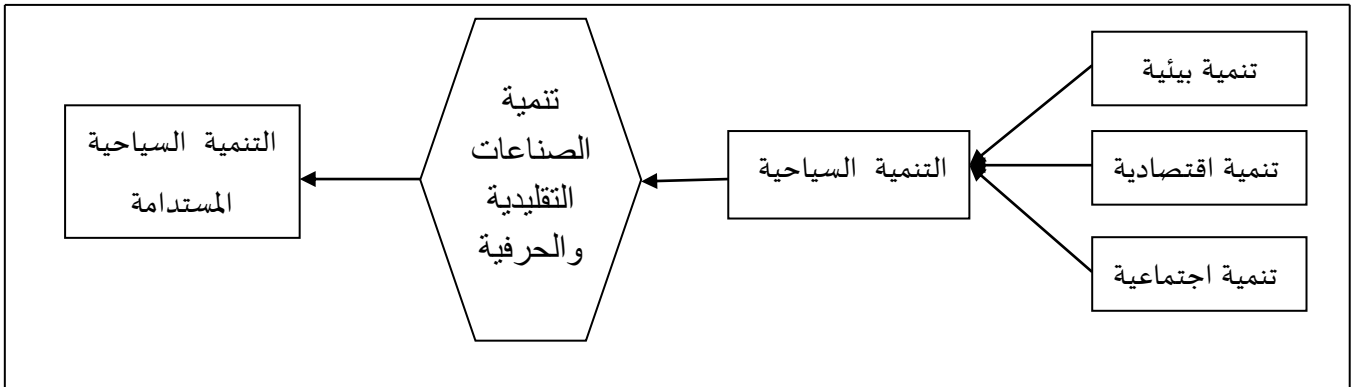 تنمية بيئية
تنمية اقتصادية
تنمية اجتماعية
التنمية السياحية
تنمية
الصناعات
التقليدية
والحرفية
التنمية السياحية
المستدامة